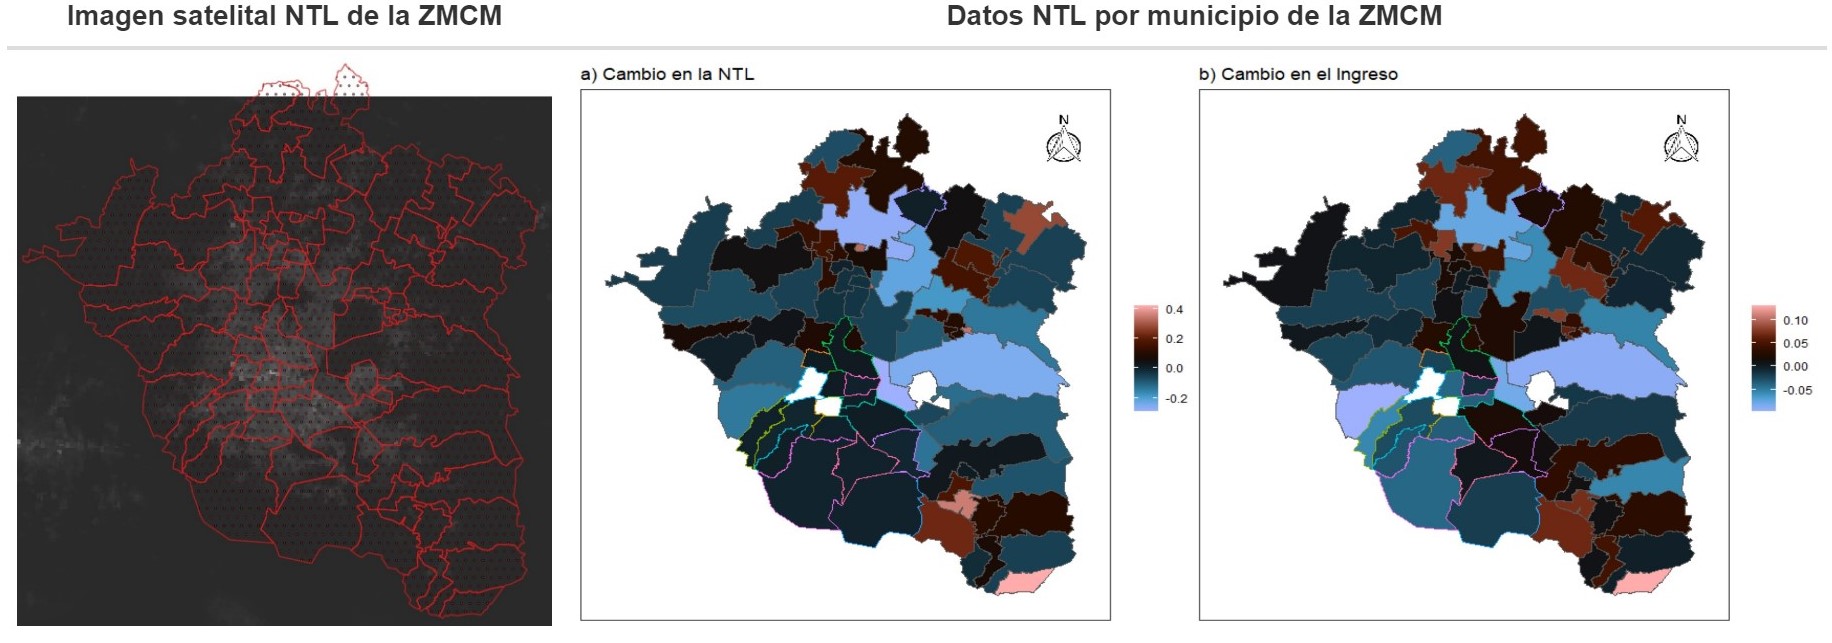 Imagen satelital NTL de la ZMCM
Datos NTL por municipio de la ZMCM
a) Cambio en la NTL
N
0.4
0.2
0.0
-0.2
b) Cambio en el Ingreso
N
0.10
0.05
0.00
-0.05